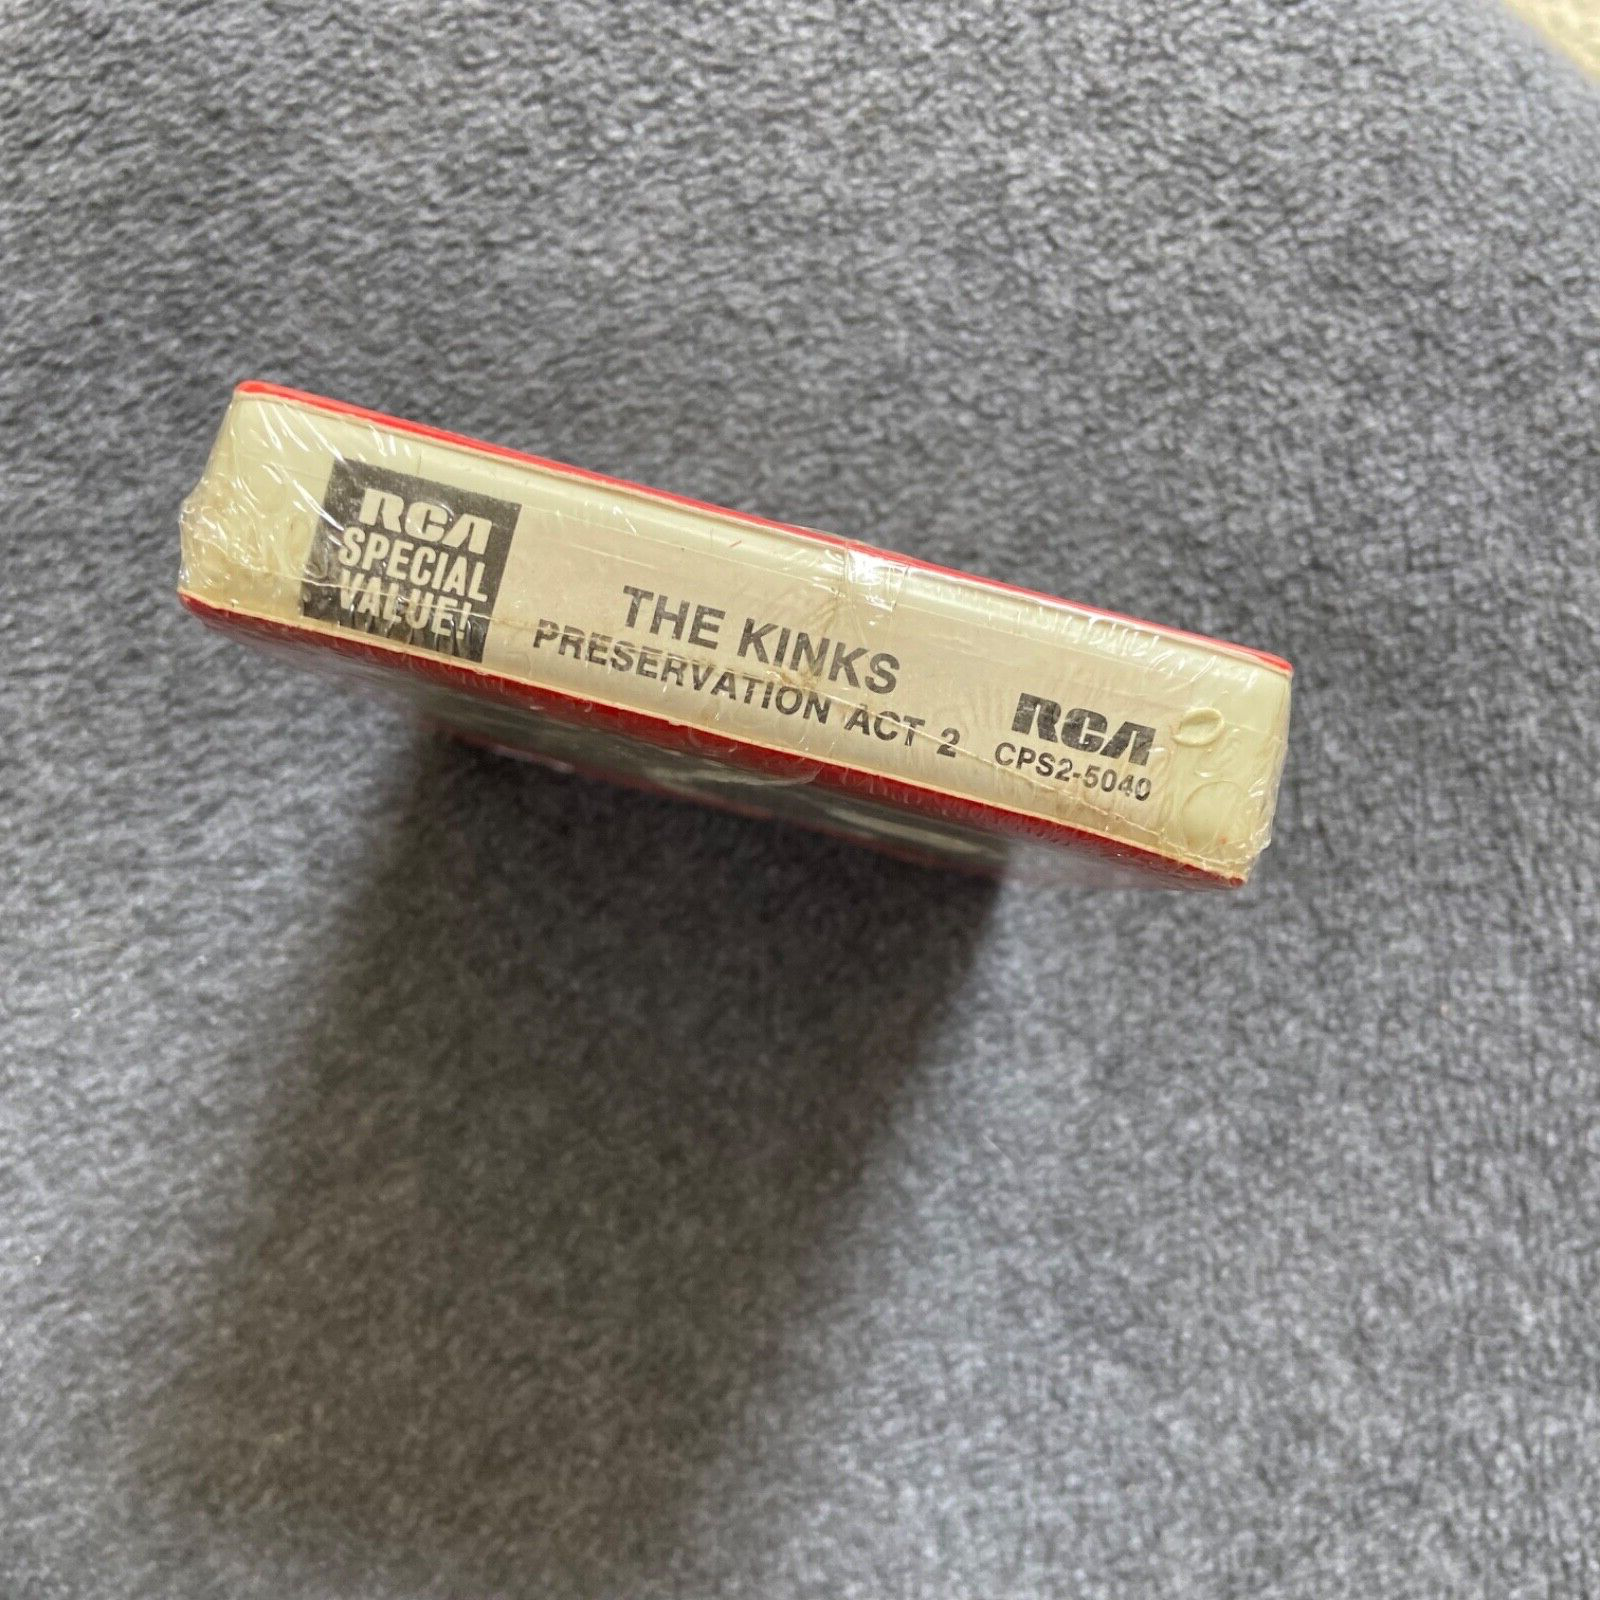 RCA
SPECIAL
VALUE!
THE KINKS
PRESERVATION ACT 2
RCA
CPS2-5040